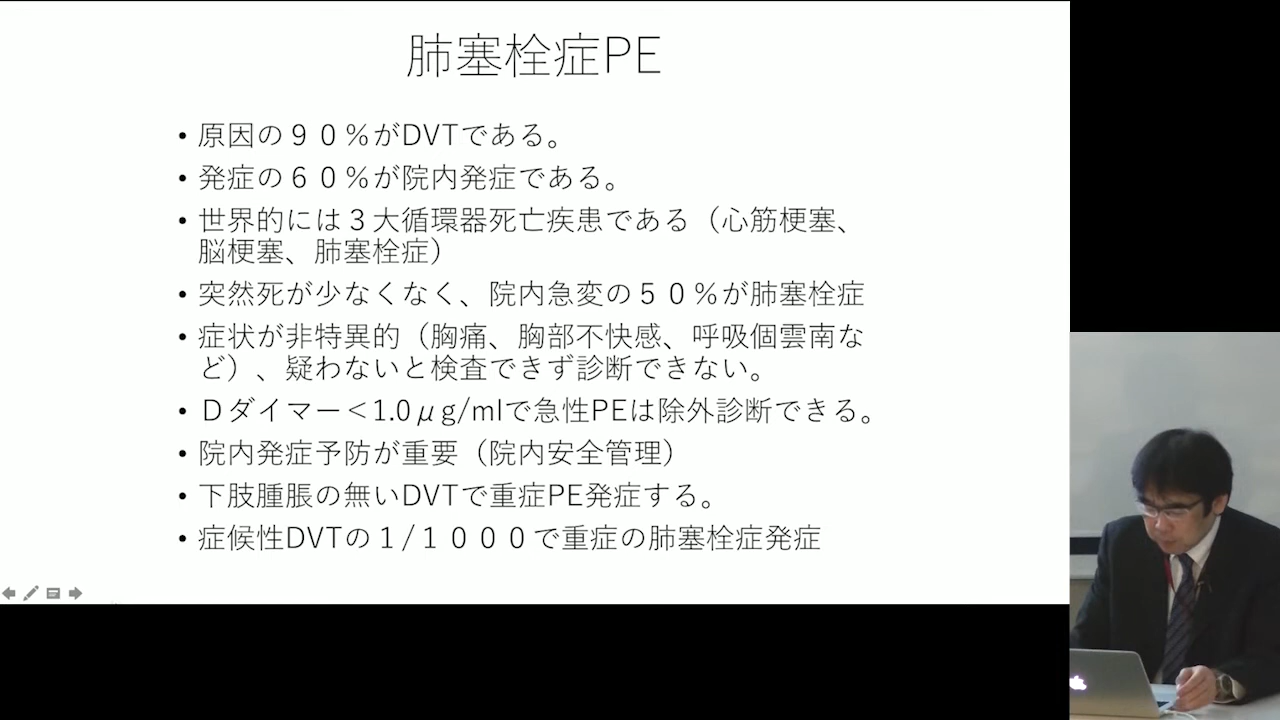 肺塞栓症PE
• 原因の９０％がDVTである。
• 発症の６０％が院内発症である。
• 世界的には３大循環器死亡疾患である（心筋梗塞、
脳梗塞、肺塞栓症）
• 突然死が少なくなく、院内急変の５０％が肺塞栓症
• 症状が非特異的（胸痛、胸部不快感、呼吸個雲南な
ど）、疑わないと検査できず診断できない。
• Ｄダイマー＜1.0μg/mlで急性PEは除外診断できる。
• 院内発症予防が重要（院内安全管理）
• 下肢腫脹の無いDVTで重症PE発症する。
• 症候性DVTの１/１０００で重症の肺塞栓症発症